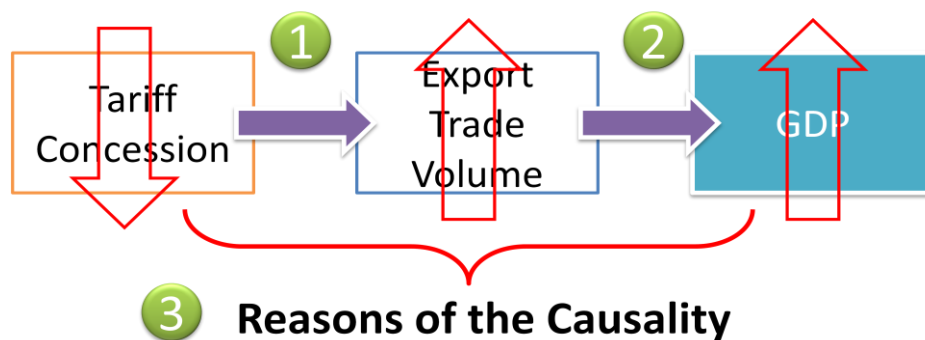 1
2
Tariff
Concession
Export
Trade
Volume
GDP
3
Reasons of the Causality